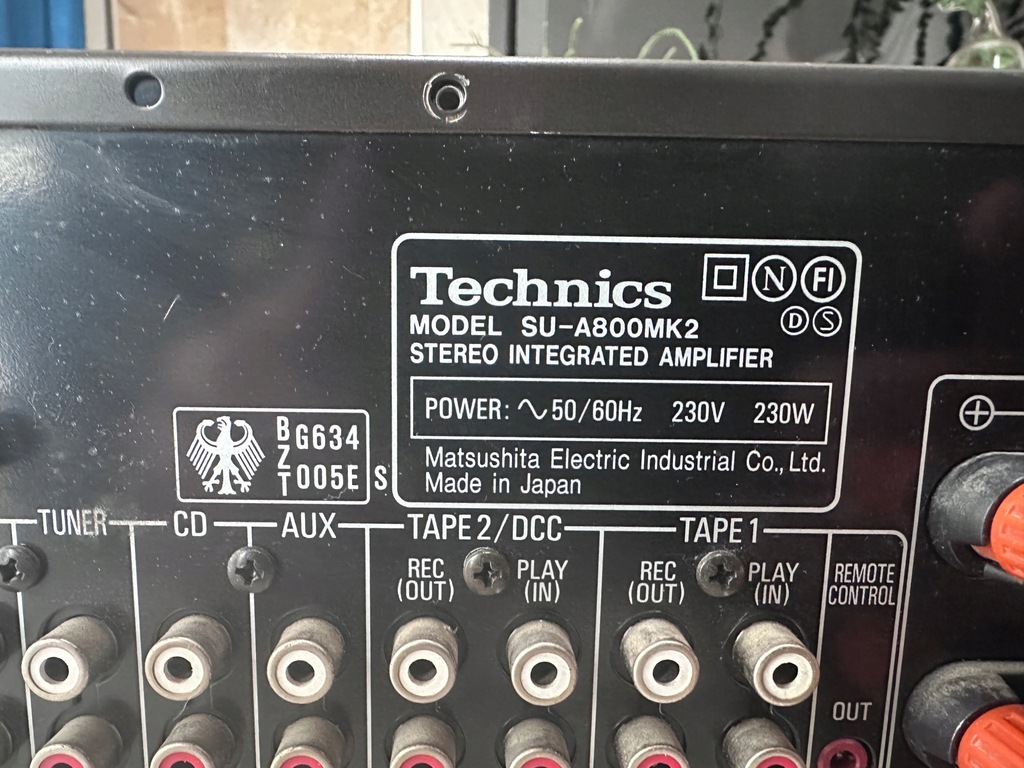 Technics
N FI
MODEL SU-A800MK2
D S
STEREO INTEGRATED AMPLIFIER
POWER: ∿50/60Hz 230V 230W
Matsushita Electric Industrial Co., Ltd.
Made in Japan
BZT G634
005E S
TUNER CD AUX TAPE 2/DCC TAPE 1
REC (OUT) PLAY (IN) REC (OUT) PLAY (IN)
REMOTE CONTROL
OUT